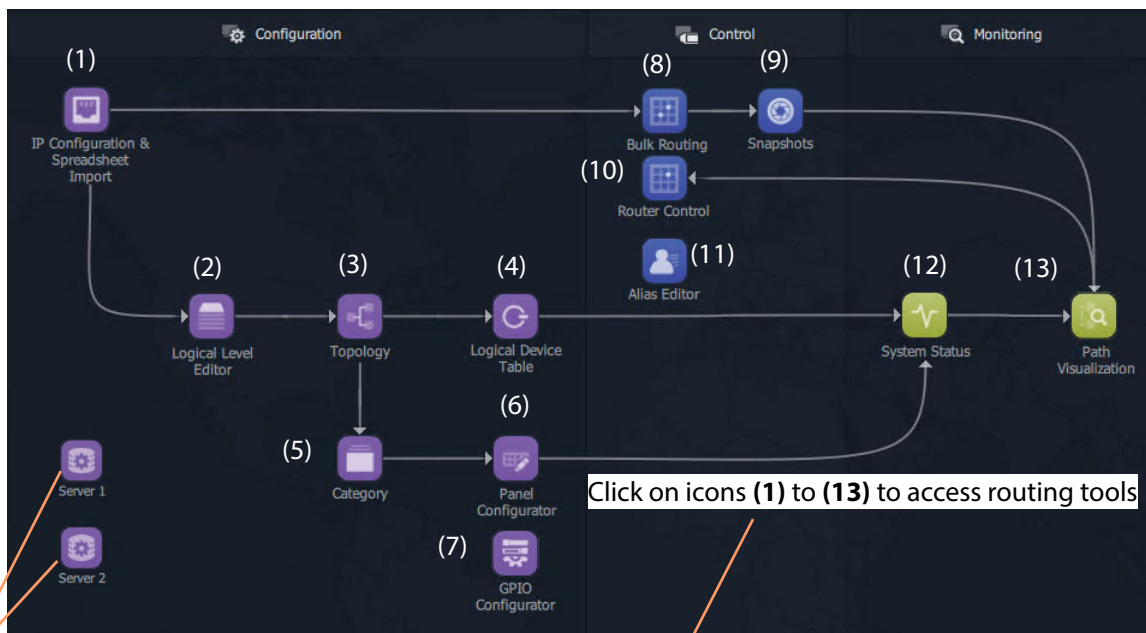 Configuration
Control
Monitoring
(1)
(8)
(9)
IP Configuration &
Spreadsheet
Import
Bulk Routing
Snapshots
(10)
Router Control
(2)
(3)
(4)
(11)
Alias Editor
(12)
(13)
Logical Level
Editor
Topology
Logical Device
Table
System Status
Path
Visualization
(5)
(6)
Server 1
Category
Panel
Configurator
Click on icons (1) to (13) to access routing tools
(7)
Server 2
GPIO
Configurator